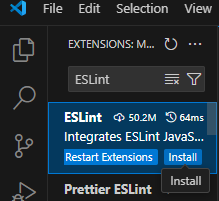 File Edit Selection View
EXTENSIONS: M...
ESLint
ESLint 50.2M 64ms
Integrates ESLint JavaS...
Restart Extensions Install
Install
Prettier ESLint